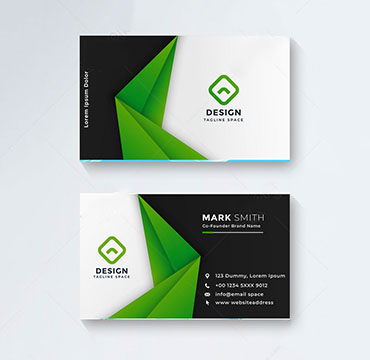 Lorem Ipsum Dolor
DESIGN
TAGLINE SPACE
MARK SMITH
Co-Founder Brand Name
DESIGN
TAGLINE SPACE
123 Dummy, Lorem Ipsum
+00 1234 5XXX 9012
info@email space
www.websiteaddress